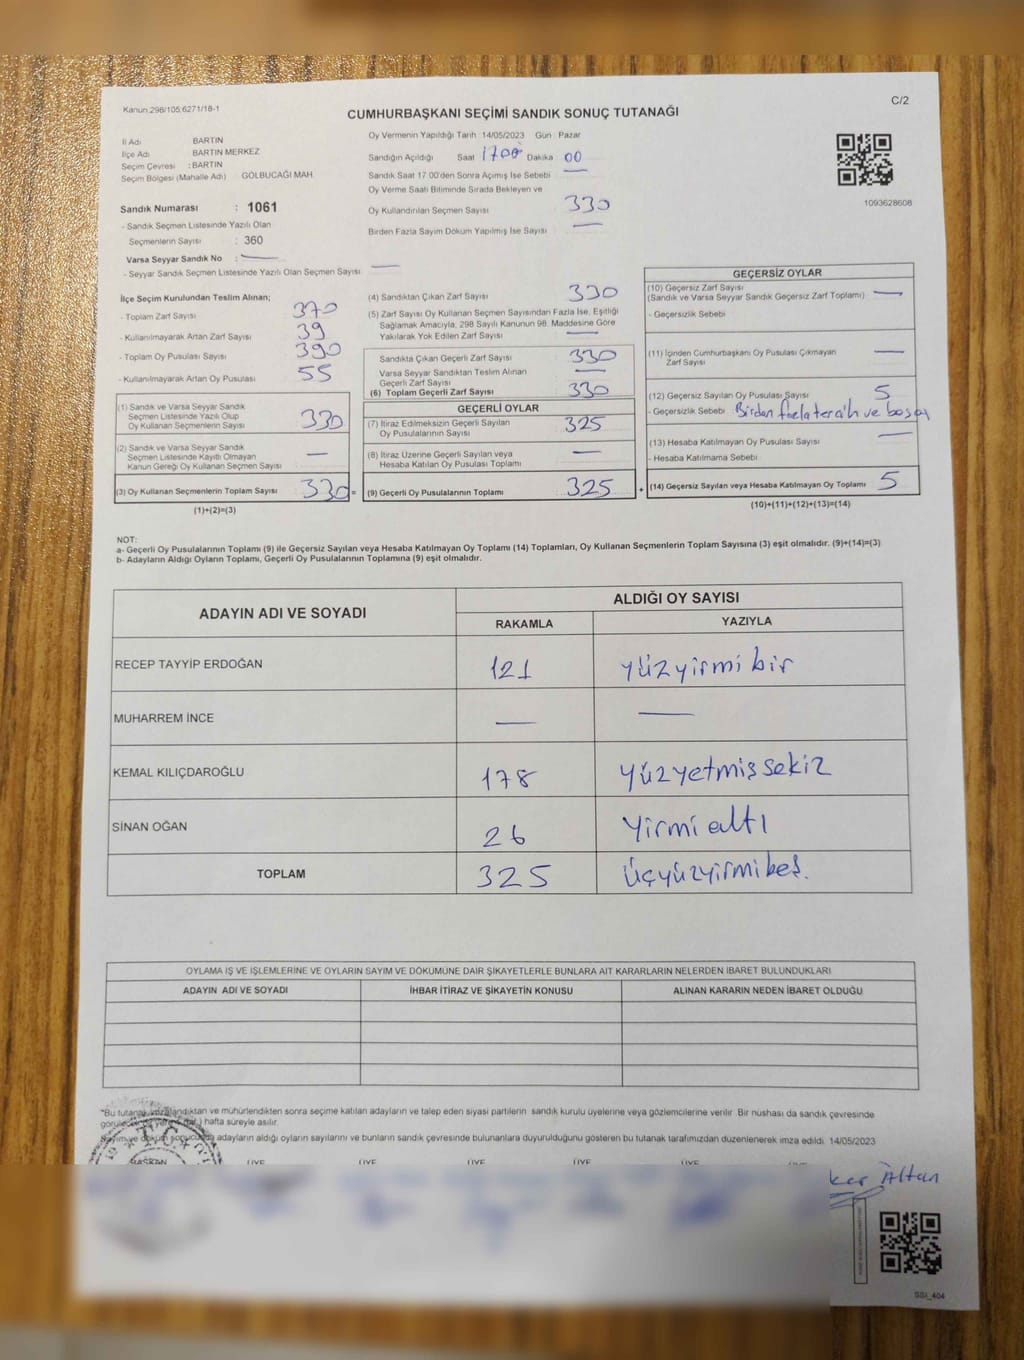 Kanun:298/105;6271/18-1
C/2
CUMHURBAŞKANI SEÇİMİ SANDIK SONUÇ TUTANAĞI
İl Adı BARTIN
İlçe Adı BARTIN MERKEZ
Seçim Çevresi : BARTIN
Seçim Bölgesi (Mahalle Adı) GÖLBUCAĞI MAH.
Sandık Numarası : 1061
- Sandık Seçmen Listesinde Yazılı Olan
Seçmenlerin Sayısı : 360
Varsa Seyyar Sandık No : —
- Seyyar Sandık Seçmen Listesinde Yazılı Olan Seçmen Sayısı —
Oy Vermenin Yapıldığı Tarih :14/05/2023 Gün : Pazar
Sandığın Açıldığı Saat 1700 Dakika 00
Sandık Saat 17.00'den Sonra Açımış İse Sebebi —
Oy Verme Saati Bitiminde Sırada Bekleyen ve
Oy Kullandırılan Seçmen Sayısı 330
Birden Fazla Sayım Döküm Yapılmış İse Sayısı —
1093628608
İlçe Seçim Kurulundan Teslim Alınan;
- Toplam Zarf Sayısı 370
- Kullanılmayarak Artan Zarf Sayısı 39
- Toplam Oy Pusulası Sayısı 390
- Kullanılmayarak Artan Oy Pusulası 55
(1) Sandık ve Varsa Seyyar Sandık
Seçmen Listesinde Yazılı Olup
Oy Kullanan Seçmenlerin Sayısı 330
(2) Sandık ve Varsa Seyyar Sandık
Seçmen Listesinde Kayıtlı Olmayan
Kanun Gereği Oy Kullanan Seçmen Sayısı —
(3) Oy Kullanan Seçmenlerin Toplam Sayısı 330 =
(1)+(2)=(3)
(4) Sandıktan Çıkan Zarf Sayısı 330
(5) Zarf Sayısı Oy Kullanan Seçmen Sayısından Fazla İse, Eşitliği
Sağlamak Amacıyla; 298 Sayılı Kanunun 98. Maddesine Göre
Yakılarak Yok Edilen Zarf Sayısı —
Sandıkta Çıkan Geçerli Zarf Sayısı 330
Varsa Seyyar Sandıktan Teslim Alınan
Geçerli Zarf Sayısı —
(6) Toplam Geçerli Zarf Sayısı 330
GEÇERLİ OYLAR
(7) İtiraz Edilmeksizin Geçerli Sayılan
Oy Pusulalarının Sayısı 325
(8) İtiraz Üzerine Geçerli Sayılan veya
Hesaba Katılan Oy Pusulası Toplamı —
(9) Geçerli Oy Pusulalarının Toplamı 325 +
GEÇERSİZ OYLAR
(10) Geçersiz Zarf Sayısı
(Sandık ve Varsa Seyyar Sandık Geçersiz Zarf Toplamı) —
- Geçersizlik Sebebi
(11) İçinden Cumhurbaşkanı Oy Pusulası Çıkmayan
Zarf Sayısı —
(12) Geçersiz Sayılan Oy Pusulası Sayısı 5
- Geçersizlik Sebebi Birden fazla tercih ve boş oy
(13) Hesaba Katılmayan Oy Pusulası Sayısı —
- Hesaba Katılmama Sebebi
(14) Geçersiz Sayılan veya Hesaba Katılmayan Oy Toplamı 5
(10)+(11)+(12)+(13)=(14)
NOT:
a- Geçerli Oy Pusulalarının Toplamı (9) ile Geçersiz Sayılan veya Hesaba Katılmayan Oy Toplamı (14) Toplamları, Oy Kullanan Seçmenlerin Toplam Sayısına (3) eşit olmalıdır. (9)+(14)=(3)
b- Adayların Aldığı Oyların Toplamı, Geçerli Oy Pusulalarının Toplamına (9) eşit olmalıdır.
ADAYIN ADI VE SOYADI
ALDIĞI OY SAYISI
RAKAMLA YAZIYLA
RECEP TAYYİP ERDOĞAN 121 yüzyirmi bir
MUHARREM İNCE — —
KEMAL KILIÇDAROĞLU 178 yüzyetmiş sekiz
SİNAN OĞAN 26 yirmi altı
TOPLAM 325 üçyüzyirmibeş.
OYLAMA İŞ VE İŞLEMLERİNE VE OYLARIN SAYIM VE DÖKÜMÜNE DAİR ŞİKAYETLERLE BUNLARA AİT KARARLARIN NELERDEN İBARET BULUNDUKLARI
ADAYIN ADI VE SOYADI İHBAR İTİRAZ VE ŞİKAYETİN KONUSU ALINAN KARARIN NEDEN İBARET OLDUĞU
*Bu tutanak imzalandıktan ve mühürlendikten sonra seçime katılan adayların ve talep eden siyasi partilerin sandık kurulu üyelerine veya gözlemcilerine verilir. Bir nüshası da sandık çevresinde
hafta süreyle asılır.
Sayım ve döküm sonucunda adayların aldığı oyların sayılarını ve bunların sandık çevresinde bulunanlara duyurulduğunu gösteren bu tutanak tarafımızdan düzenlenerek imza edildi. 14/05/2023
BAŞKAN ÜYE ÜYE ÜYE ÜYE ÜYE ÜYE
Altan